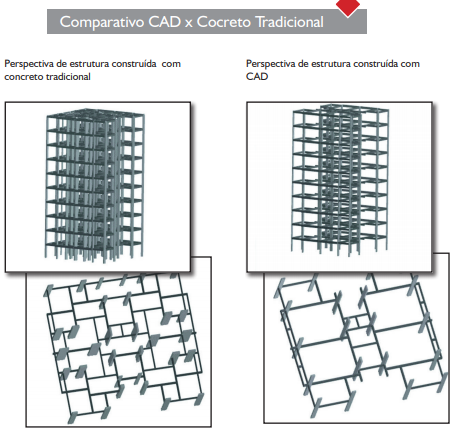 Comparativo CAD x Cocreto Tradicional
Perspectiva de estrutura construída com
concreto tradicional
Perspectiva de estrutura construída com
CAD